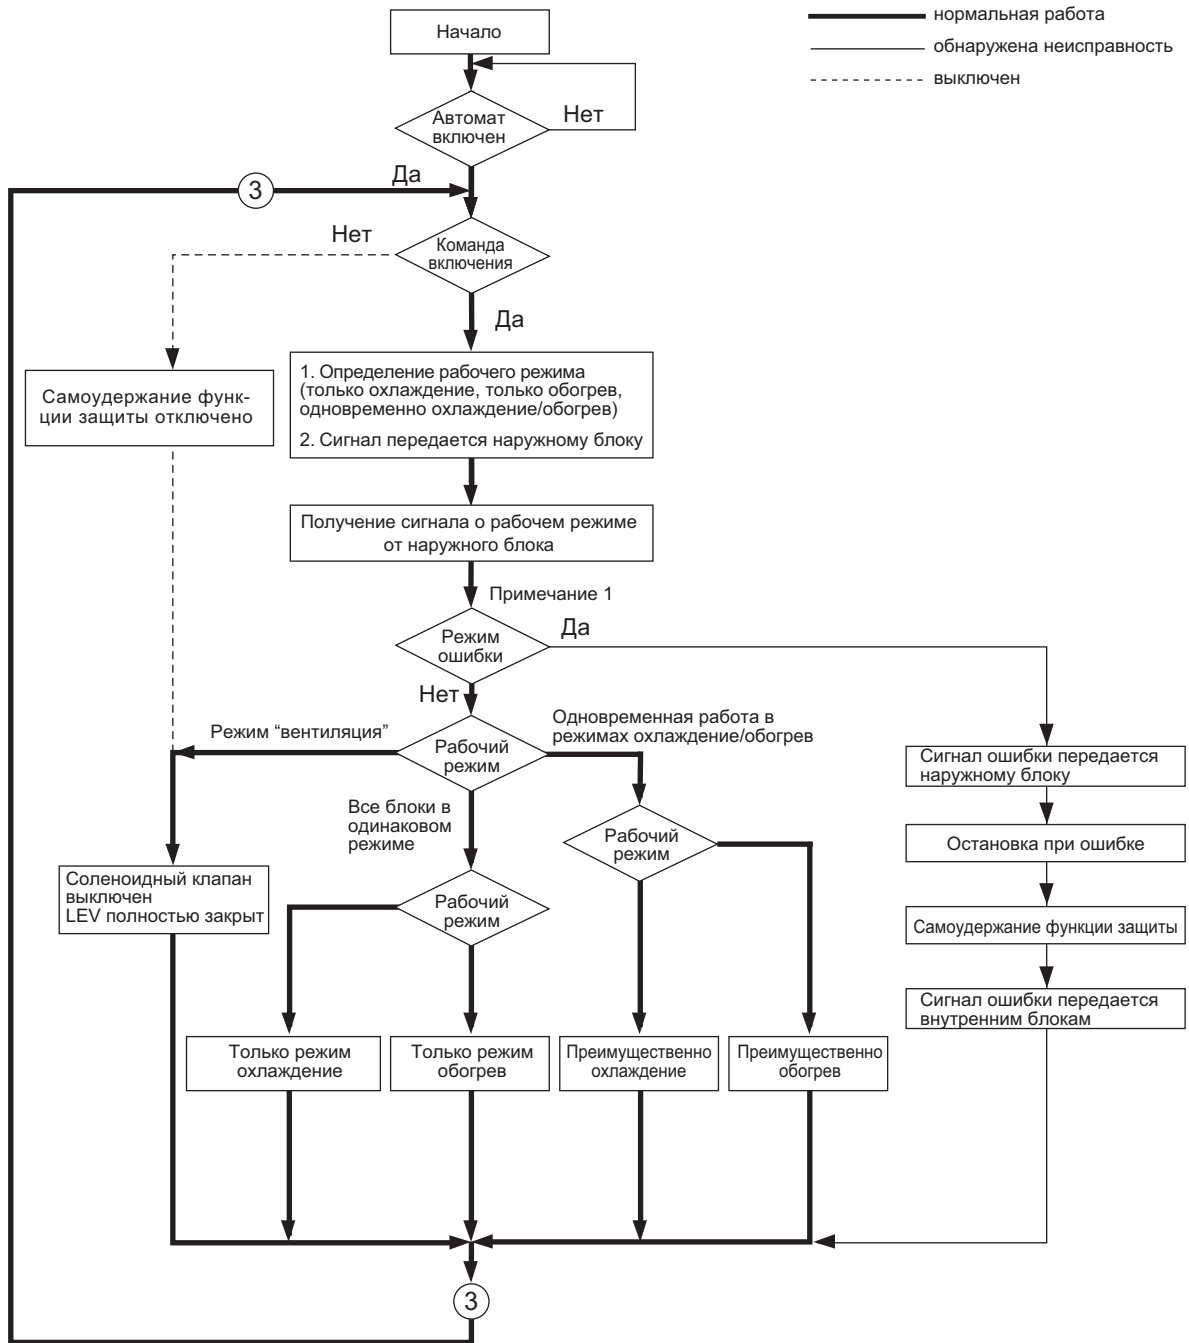 нормальная работа
обнаружена неисправность
выключен
Начало
Автомат
включен
Нет
Да
3
Нет
Команда
включения
Да
Самоудержание функ-
ции защиты отключено
1. Определение рабочего режима
(только охлаждение, только обогрев,
одновременно охлаждение/обогрев)
2. Сигнал передается наружному блоку
Получение сигнала о рабочем режиме
от наружного блока
Примечание 1
Режим
ошибки
Да
Нет
Режим “вентиляция”
Рабочий
режим
Одновременная работа в
режимах охлаждение/обогрев
Сигнал ошибки передается
наружному блоку
Все блоки в
одинаковом
режиме
Рабочий
режим
Остановка при ошибке
Соленоидный клапан
выключен
LEV полностью закрыт
Рабочий
режим
Самоудержание функции защиты
Сигнал ошибки передается
внутренним блокам
Только режим
охлаждение
Только режим
обогрев
Преимущественно
охлаждение
Преимущественно
обогрев
3